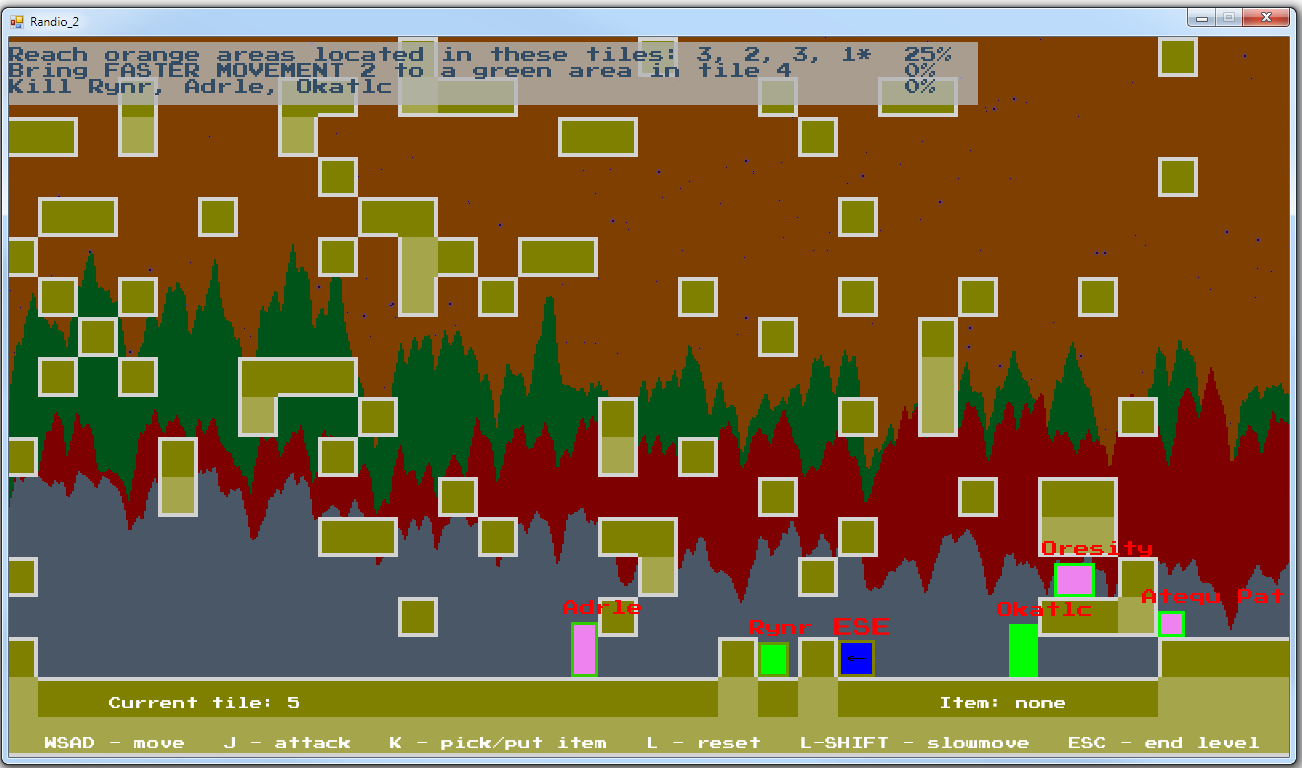 Randio_2
Reach orange areas located in these tiles: 3, 2, 3, 1* 25%
Bring FASTER MOVEMENT 2 to a green area in tile 4 0%
Kill Rynr, Adrle, Okatlc 0%
Oresity
Atequ Pat
Adrle
Okatlc
Rynr
ESE
Current tile: 5
Item: none
WSAD - move J - attack K - pick/put item L - reset L-SHIFT - slowmove ESC - end level